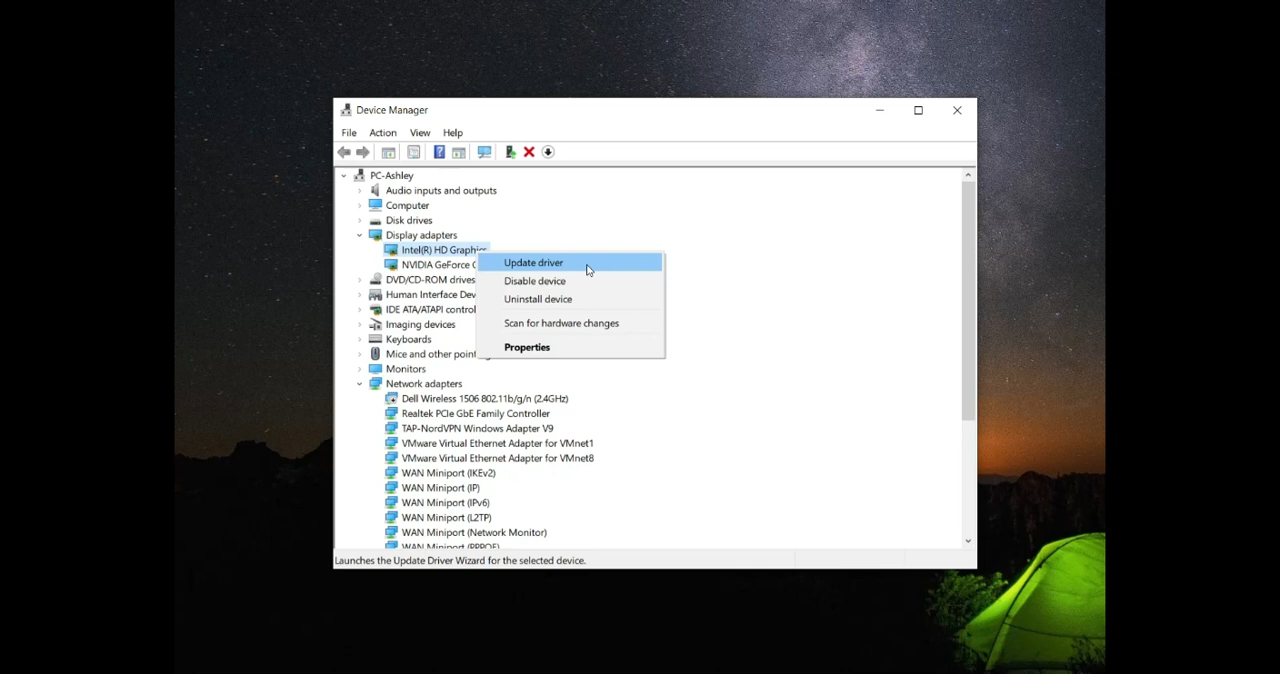 Device Manager
File Action View Help
PC-Ashley
Audio inputs and outputs
Computer
Disk drives
Display adapters
Intel(R) HD Graphics
NVIDIA GeForce
Update driver
DVD/CD-ROM drives
Disable device
Human Interface
Uninstall device
IDE ATA/ATAPI
Imaging devices
Scan for hardware changes
Keyboards
Properties
Mice and other
Monitors
Network adapters
Dell Wireless 1506 802.11b/g/n (2.4GHz)
Realtek PCIe GbE Family Controller
TAP-NordVPN Windows Adapter V9
VMware Virtual Ethernet Adapter for VMnet1
VMware Virtual Ethernet Adapter for VMnet8
WAN Miniport (IKEv2)
WAN Miniport (IP)
WAN Miniport (IPv6)
WAN Miniport (L2TP)
WAN Miniport (Network Monitor)
WAN Miniport (PPPOE)
Launches the Update Driver Wizard for the selected device.